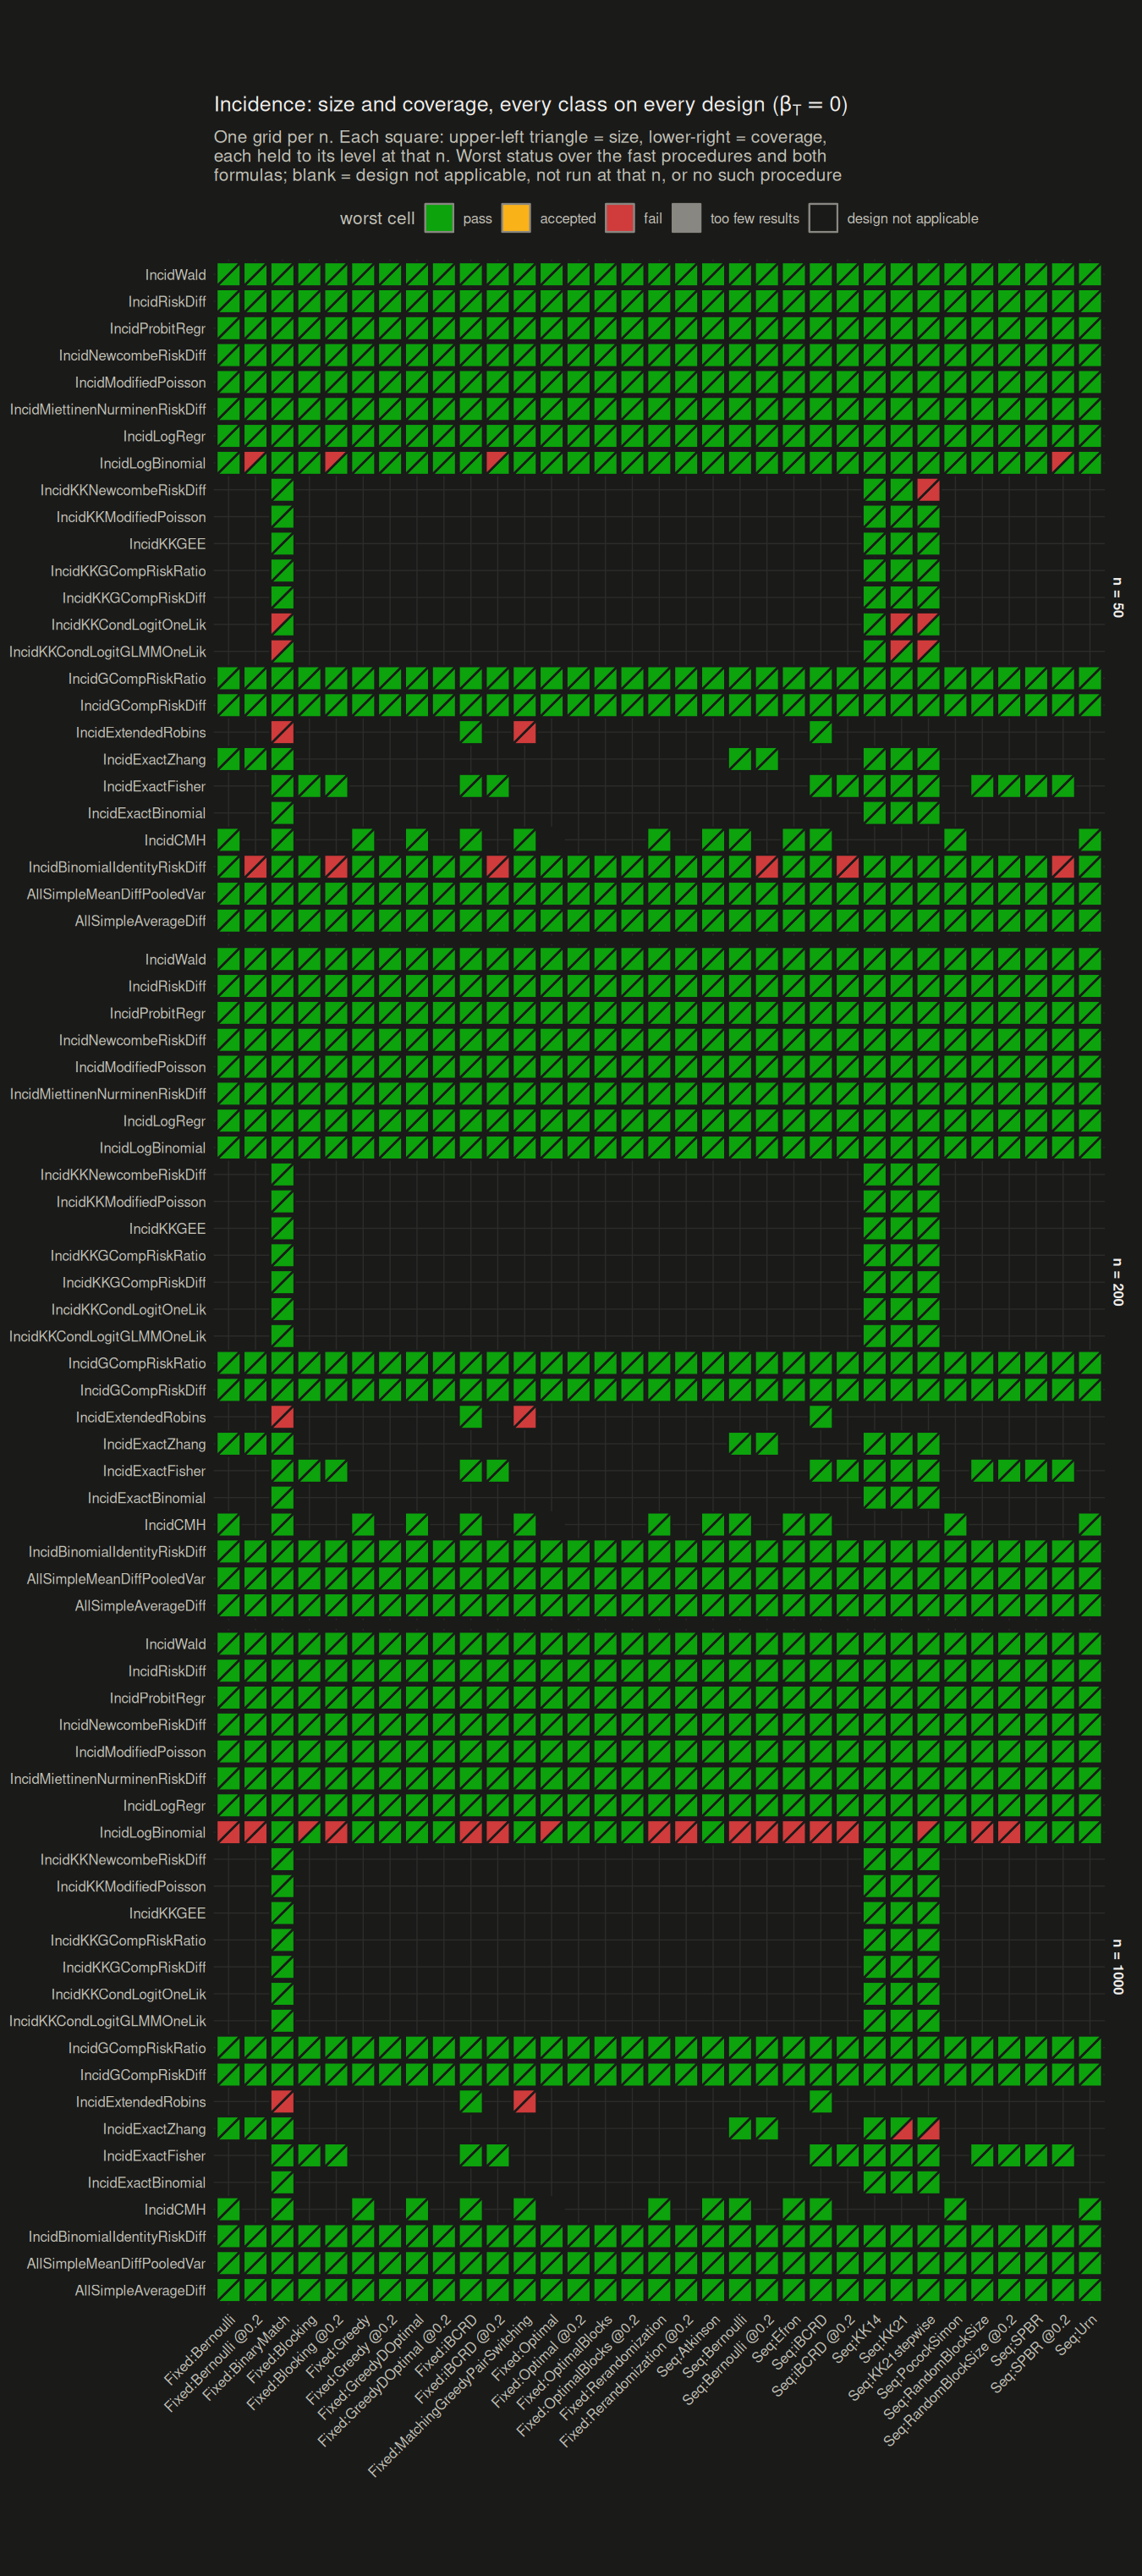 Incidence: size and coverage, every class on every design (βT = 0)
One grid per n. Each square: upper-left triangle = size, lower-right = coverage,
each held to its level at that n. Worst status over the fast procedures and both
formulas; blank = design not applicable, not run at that n, or no such procedure
worst cell pass accepted fail too few results design not applicable
IncidWald
IncidRiskDiff
IncidProbitRegr
IncidNewcombeRiskDiff
IncidModifiedPoisson
IncidMiettinenNurminenRiskDiff
IncidLogRegr
IncidLogBinomial
IncidKKNewcombeRiskDiff
IncidKKModifiedPoisson
IncidKKGEE
IncidKKGCompRiskRatio
IncidKKGCompRiskDiff
IncidKKCondLogitOneLik
IncidKKCondLogitGLMMOneLik
IncidGCompRiskRatio
IncidGCompRiskDiff
IncidExtendedRobins
IncidExactZhang
IncidExactFisher
IncidExactBinomial
IncidCMH
IncidBinomialIdentityRiskDiff
AllSimpleMeanDiffPooledVar
AllSimpleAverageDiff
n = 50
IncidWald
IncidRiskDiff
IncidProbitRegr
IncidNewcombeRiskDiff
IncidModifiedPoisson
IncidMiettinenNurminenRiskDiff
IncidLogRegr
IncidLogBinomial
IncidKKNewcombeRiskDiff
IncidKKModifiedPoisson
IncidKKGEE
IncidKKGCompRiskRatio
IncidKKGCompRiskDiff
IncidKKCondLogitOneLik
IncidKKCondLogitGLMMOneLik
IncidGCompRiskRatio
IncidGCompRiskDiff
IncidExtendedRobins
IncidExactZhang
IncidExactFisher
IncidExactBinomial
IncidCMH
IncidBinomialIdentityRiskDiff
AllSimpleMeanDiffPooledVar
AllSimpleAverageDiff
n = 200
IncidWald
IncidRiskDiff
IncidProbitRegr
IncidNewcombeRiskDiff
IncidModifiedPoisson
IncidMiettinenNurminenRiskDiff
IncidLogRegr
IncidLogBinomial
IncidKKNewcombeRiskDiff
IncidKKModifiedPoisson
IncidKKGEE
IncidKKGCompRiskRatio
IncidKKGCompRiskDiff
IncidKKCondLogitOneLik
IncidKKCondLogitGLMMOneLik
IncidGCompRiskRatio
IncidGCompRiskDiff
IncidExtendedRobins
IncidExactZhang
IncidExactFisher
IncidExactBinomial
IncidCMH
IncidBinomialIdentityRiskDiff
AllSimpleMeanDiffPooledVar
AllSimpleAverageDiff
n = 1000
Fixed:Bernoulli
Fixed:Bernoulli @0.2
Fixed:BinaryMatch
Fixed:Blocking
Fixed:Blocking @0.2
Fixed:Greedy
Fixed:Greedy @0.2
Fixed:GreedyDOptimal
Fixed:GreedyDOptimal @0.2
Fixed:iBCRD
Fixed:iBCRD @0.2
Fixed:MatchingGreedyPairSwitching
Fixed:Optimal
Fixed:Optimal @0.2
Fixed:OptimalBlocks
Fixed:OptimalBlocks @0.2
Fixed:Rerandomization
Fixed:Rerandomization @0.2
Seq:Atkinson
Seq:Bernoulli
Seq:Bernoulli @0.2
Seq:Efron
Seq:iBCRD
Seq:iBCRD @0.2
Seq:KK14
Seq:KK21
Seq:KK21stepwise
Seq:PocockSimon
Seq:RandomBlockSize
Seq:RandomBlockSize @0.2
Seq:SPBR
Seq:SPBR @0.2
Seq:Urn